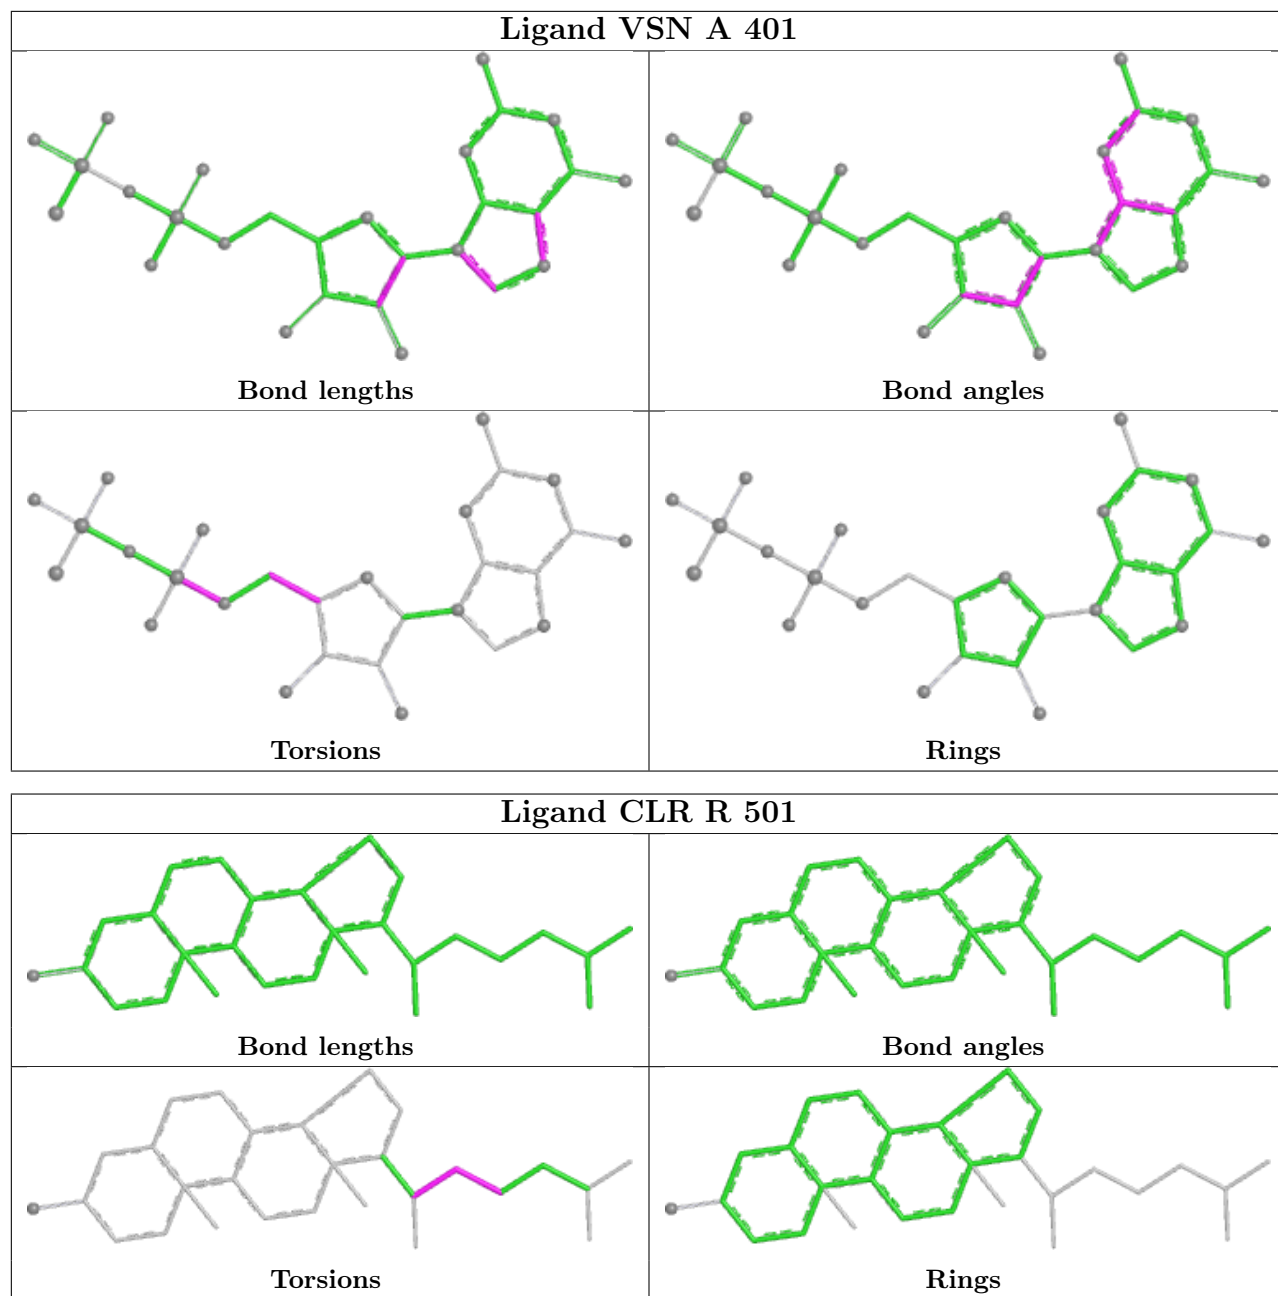 Ligand VSN A 401
Bond lengths
Bond angles
Torsions
Rings
Ligand CLR R 501
Bond lengths
Bond angles
Torsions
Rings